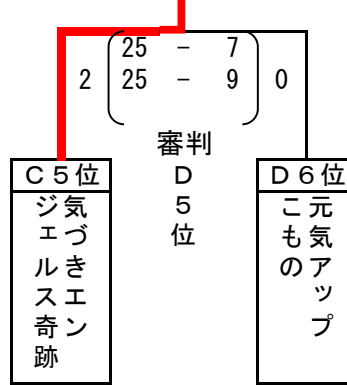 25 - 7
2 25 - 9 0
審判
D5位
C5位
気づきエン
ジェルス奇跡
D6位
元気アップ
こもの